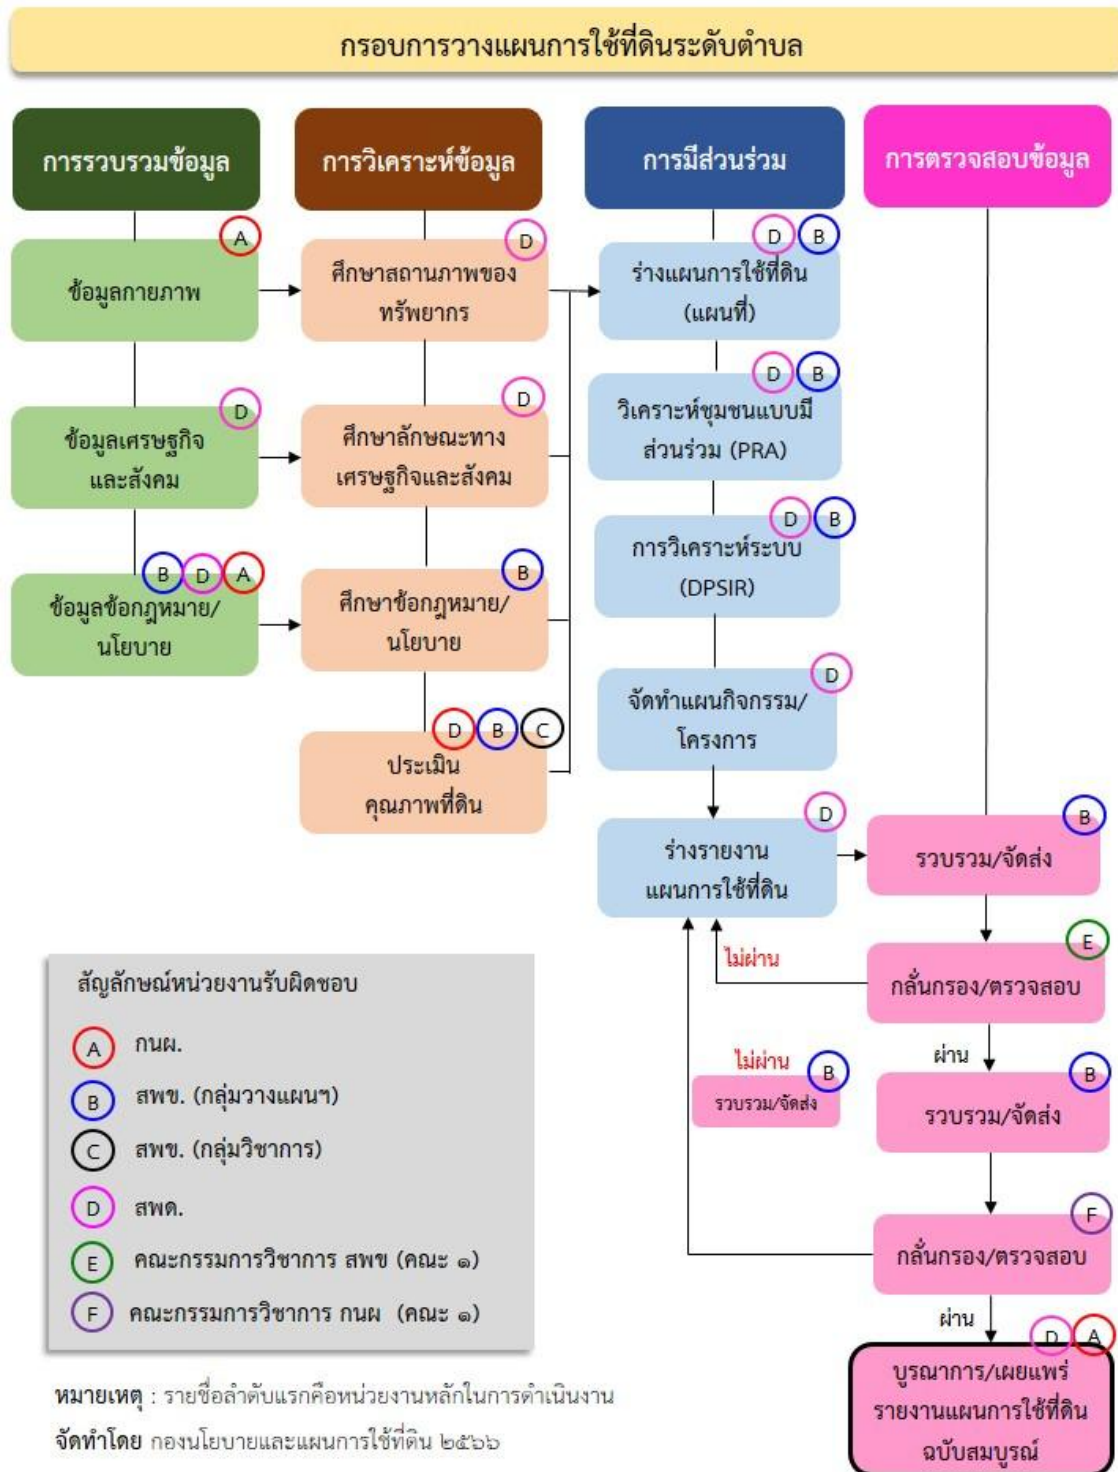 กรอบการวางแผนการใช้ที่ดินระดับตำบล
การรวบรวมข้อมูล
A
ข้อมูลกายภาพ
D
ข้อมูลเศรษฐกิจ
และสังคม
B D A
ข้อมูลข้อกฎหมาย/
นโยบาย
การวิเคราะห์ข้อมูล
D
ศึกษาสถานภาพของ
ทรัพยากร
D
ศึกษาลักษณะทาง
เศรษฐกิจและสังคม
B
ศึกษาข้อกฎหมาย/
นโยบาย
D B C
ประเมิน
คุณภาพที่ดิน
การมีส่วนร่วม
D B
ร่างแผนการใช้ที่ดิน
(แผนที่)
D B
วิเคราะห์ชุมชนแบบมี
ส่วนร่วม (PRA)
D B
การวิเคราะห์ระบบ
(DPSIR)
D
จัดทำแผนกิจกรรม/
โครงการ
D
ร่างรายงาน
แผนการใช้ที่ดิน
การตรวจสอบข้อมูล
B
รวบรวม/จัดส่ง
E
ไม่ผ่าน
กลั่นกรอง/ตรวจสอบ
ผ่าน
ไม่ผ่าน
B
รวบรวม/จัดส่ง
B
รวบรวม/จัดส่ง
F
กลั่นกรอง/ตรวจสอบ
ผ่าน
D A
บูรณาการ/เผยแพร่
รายงานแผนการใช้ที่ดิน
ฉบับสมบูรณ์
สัญลักษณ์หน่วยงานรับผิดชอบ
A กนผ.
B สพข. (กลุ่มวางแผนฯ)
C สพข. (กลุ่มวิชาการ)
D สพด.
E คณะกรรมการวิชาการ สพข (คณะ ๑)
F คณะกรรมการวิชาการ กนผ (คณะ ๑)
หมายเหตุ : รายชื่อลำดับแรกคือหน่วยงานหลักในการดำเนินงาน
จัดทำโดย กองนโยบายและแผนการใช้ที่ดิน ๒๕๖๖